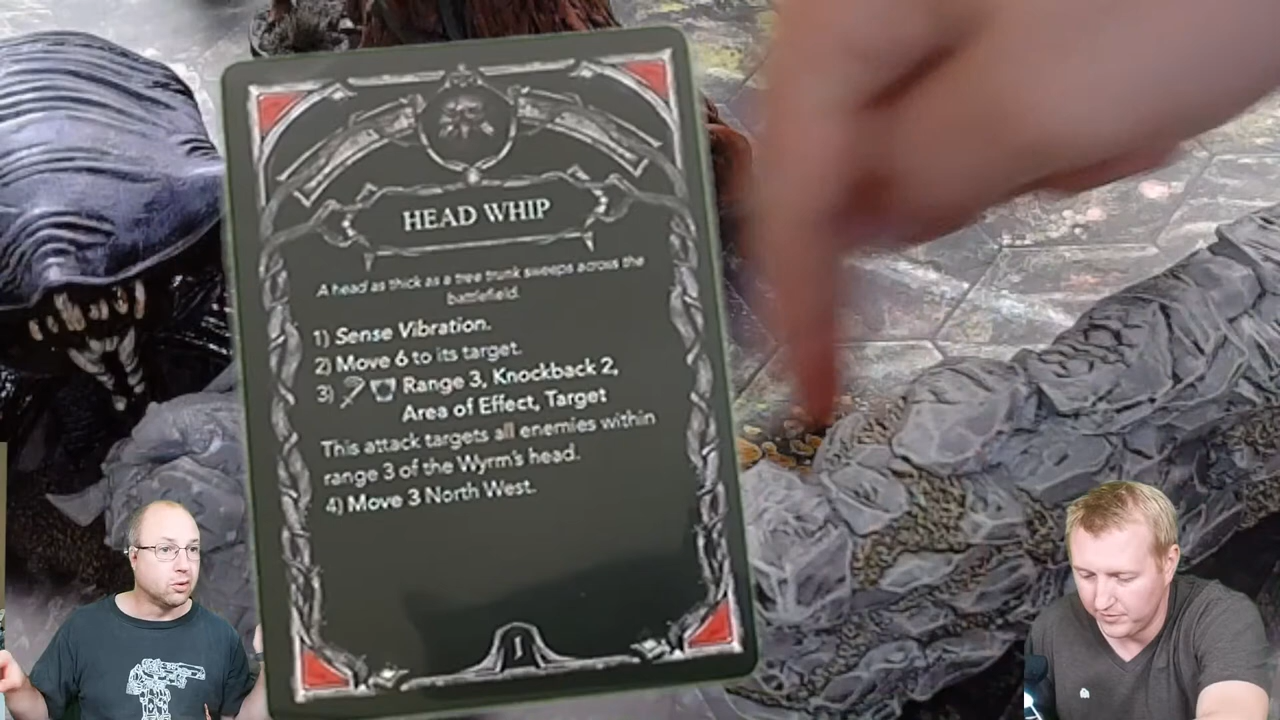 HEAD WHIP
A head as thick as a tree trunk sweeps across the
battlefield.
1) Sense Vibration.
2) Move 6 to its target.
3) Range 3, Knockback 2,
Area of Effect, Target
This attack targets all enemies within
range 3 of the Wyrm's head.
4) Move 3 North West.
1